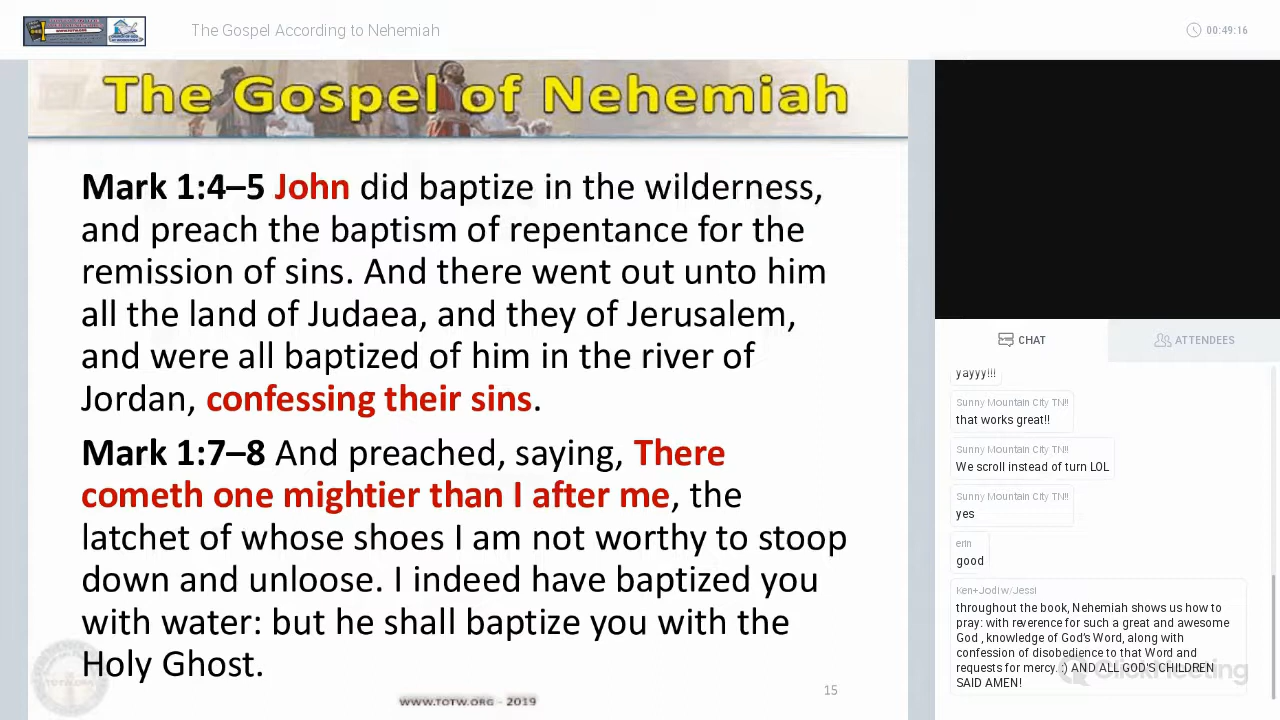 The Gospel According to Nehemiah
00:49:16
The Gospel of Nehemiah
Mark 1:4–5 John did baptize in the wilderness,
and preach the baptism of repentance for the
remission of sins. And there went out unto him
all the land of Judaea, and they of Jerusalem,
and were all baptized of him in the river of
Jordan, confessing their sins.
Mark 1:7–8 And preached, saying, There
cometh one mightier than I after me, the
latchet of whose shoes I am not worthy to stoop
down and unloose. I indeed have baptized you
with water: but he shall baptize you with the
Holy Ghost.
WWW.TOTW.ORG - 2019
15
CHAT
ATTENDEES
yayyy!!!
Sunny Mountain City TN!!
that works great!!
Sunny Mountain City TN!!
We scroll instead of turn LOL
Sunny Mountain City TN!!
yes
erin
good
Ken+Jodi w/Jessi
throughout the book, Nehemiah shows us how to
pray: with reverence for such a great and awesome
God , knowledge of God's Word, along with
confession of disobedience to that Word and
requests for mercy. :) AND ALL GOD'S CHILDREN
SAID AMEN!
ClickMeeting